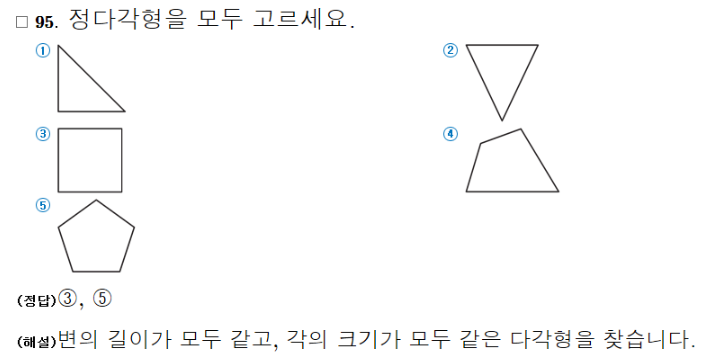 □ 95. 정다각형을 모두 고르세요.
① ②
③ ④
⑤
(정답)③, ⑤
(해설)변의 길이가 모두 같고, 각의 크기가 모두 같은 다각형을 찾습니다.